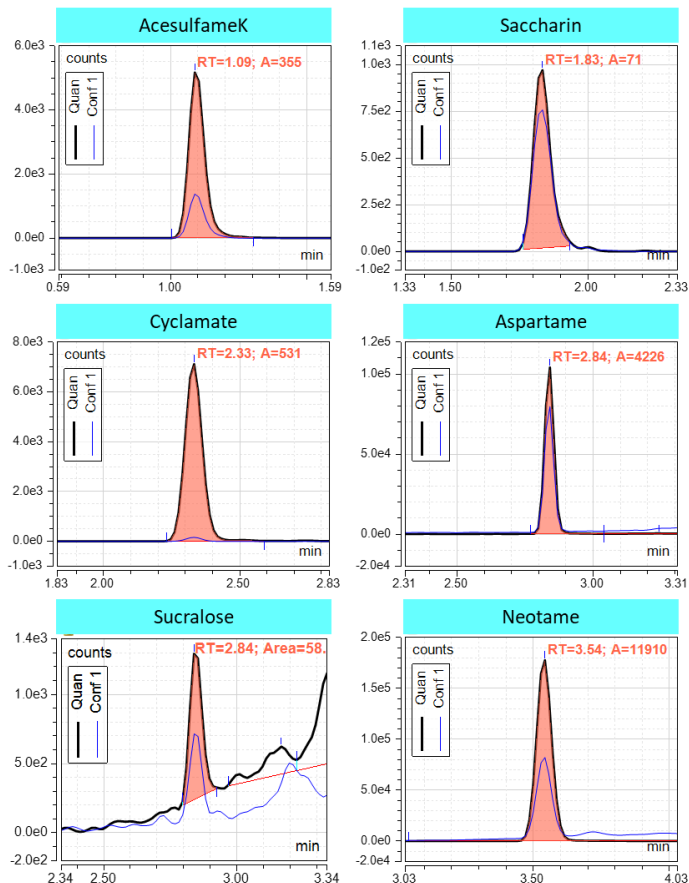 AcesulfameK
6.0e3
counts
RT=1.09; A=355
Quan
Conf 1
4.0e3
2.0e3
0.0e0
min
-1.0e3
0.59
1.00
1.59
Saccharin
1.1e3
counts
RT=1.83; A=71
Quan
Conf 1
7.5e2
5.0e2
2.5e2
0.0e0
min
-1.0e2
1.33
1.50
2.00
2.33
Cyclamate
8.0e3
counts
RT=2.33; A=531
Quan
Conf 1
6.0e3
4.0e3
2.0e3
0.0e0
min
-1.0e3
1.83
2.00
2.50
2.83
Aspartame
1.2e5
counts
RT=2.84; A=4226
Quan
Conf 1
5.0e4
0.0e0
min
-2.0e4
2.31
2.50
3.00
3.31
Sucralose
1.4e3
counts
RT=2.84; Area=58.
Quan
Conf 1
1.0e3
5.0e2
0.0e0
min
-2.0e2
2.34
2.50
3.00
3.34
Neotame
2.0e5
counts
RT=3.54; A=11910
Quan
Conf 1
1.5e5
1.0e5
5.0e4
0.0e0
min
-2.0e4
3.03
3.50
4.03